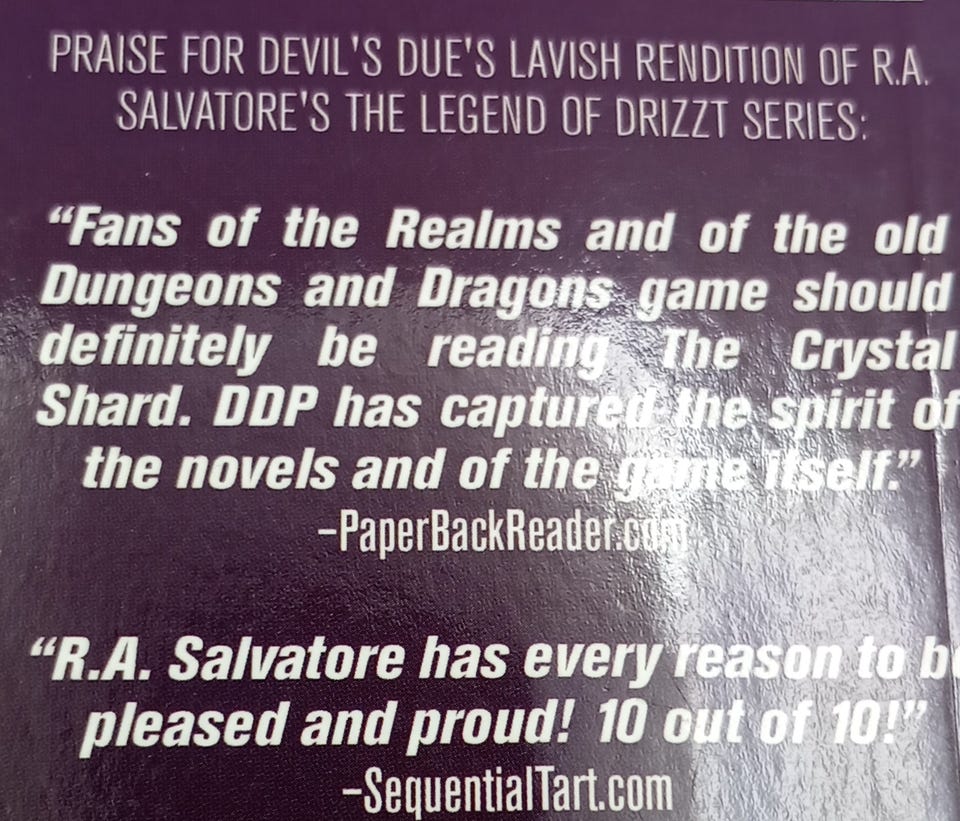 PRAISE FOR DEVIL'S DUE'S LAVISH RENDITION OF R.A.
SALVATORE'S THE LEGEND OF DRIZZT SERIES:
“Fans of the Realms and of the old
Dungeons and Dragons game should
definitely be reading The Crystal
Shard. DDP has captured the spirit of
the novels and of the game itself.”
–PaperBackReader.com
“R.A. Salvatore has every reason to be
pleased and proud! 10 out of 10!”
–SequentialTart.com